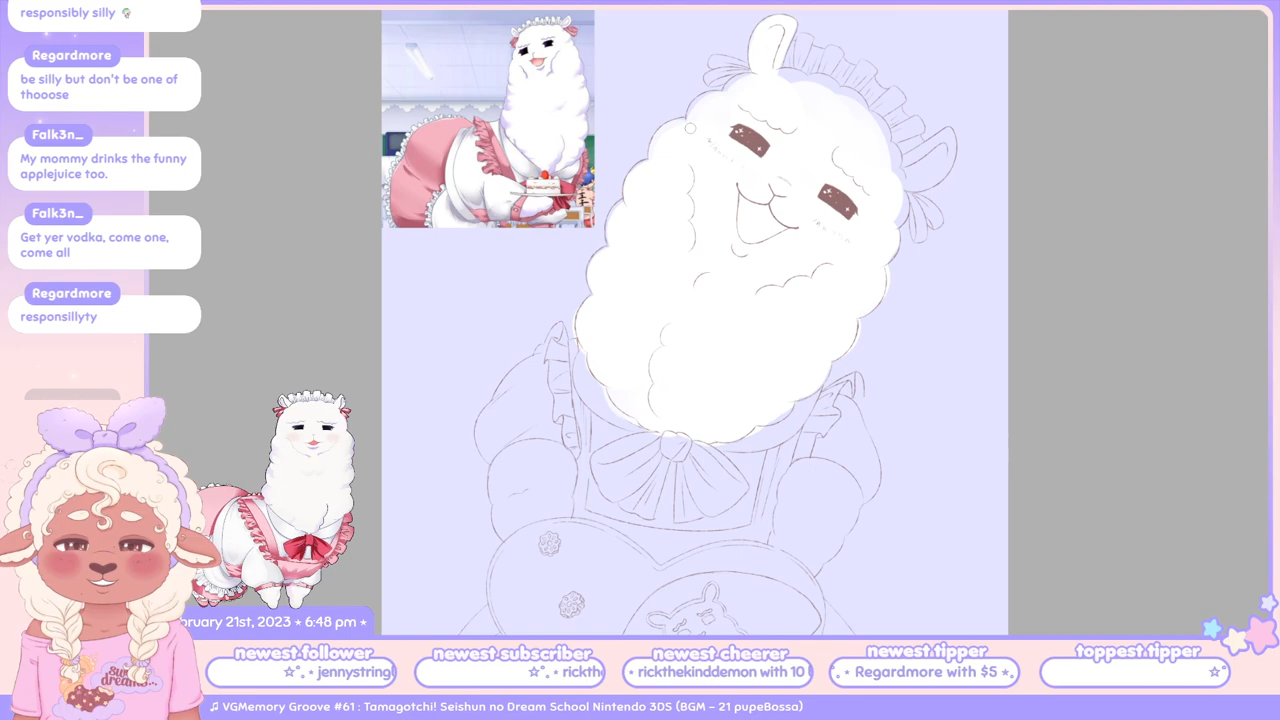 responsibly silly
Regardmore
be silly but don't be one of
thooose
Falk3n_
My mommy drinks the funny
applejuice too.
Falk3n_
Get yer vodka, come one,
come all
Regardmore
responsillyty
bruary 21st, 2023 ⋆ 6:48 pm ⋆
newest follower
☆°. ⋆ jennystring
newest subscriber
☆°. ⋆ rickth
newest cheerer
⋆ rickthekinddemon with 10
newest tipper
. ⋆ Regardmore with $5 ⋆.
toppest tipper
☆°
♫ VGMemory Groove #61 : Tamagotchi! Seishun no Dream School Nintendo 3DS (BGM - 21 pupeBossa)